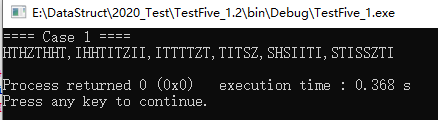 E:\DataStruct\2020_Test\TestFive_1.2\bin\Debug\TestFive_1.exe
==== Case 1 ====
HTHZTHHT,IHHTITZII,ITTTTZT,TITSZ,SHSIITI,STISSZTI
Process returned 0 (0x0)   execution time : 0.368 s
Press any key to continue.